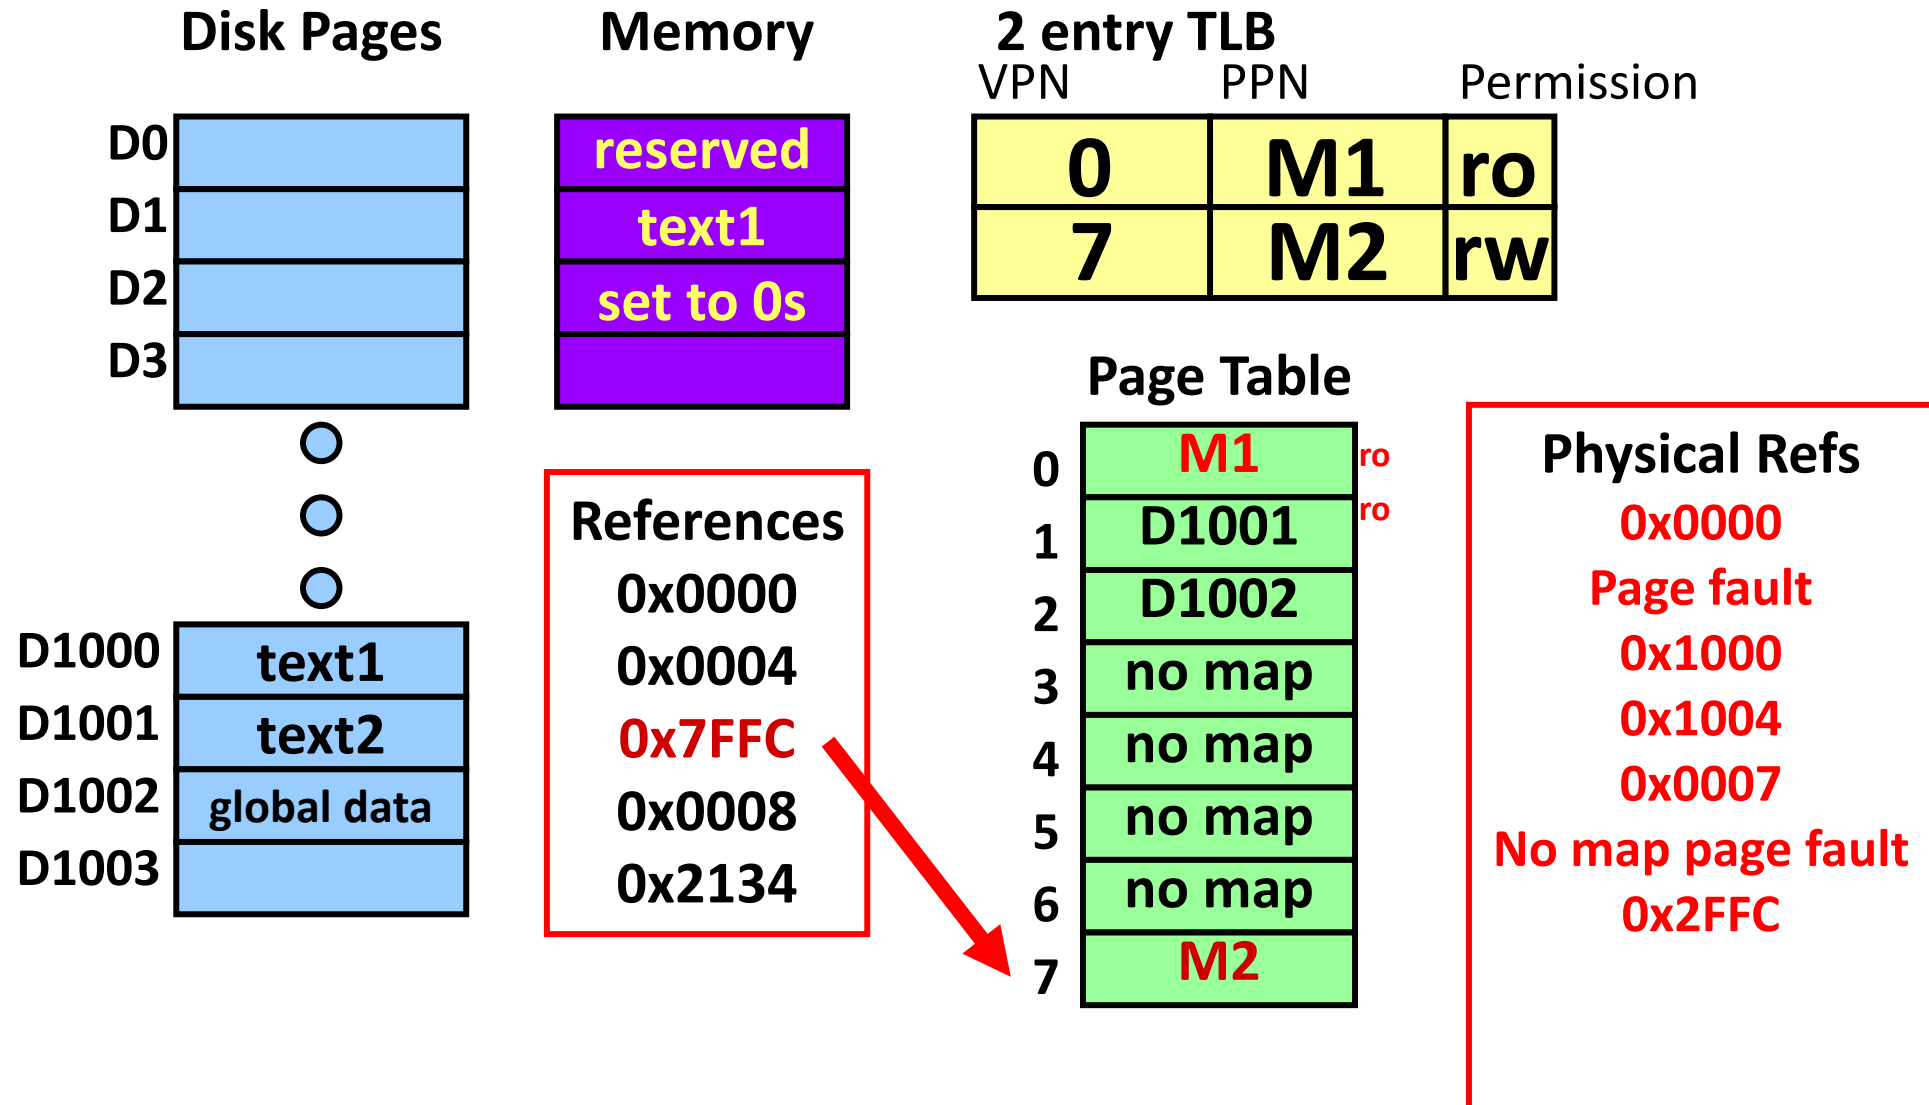 Disk Pages
Memory
2 entry TLB
VPN PPN Permission
D0
D1
D2
D3
D1000 text1
D1001 text2
D1002 global data
D1003
reserved
text1
set to 0s
0 M1 ro
7 M2 rw
References
0x0000
0x0004
0x7FFC
0x0008
0x2134
Page Table
0 M1 ro
1 D1001 ro
2 D1002
3 no map
4 no map
5 no map
6 no map
7 M2
Physical Refs
0x0000
Page fault
0x1000
0x1004
0x0007
No map page fault
0x2FFC